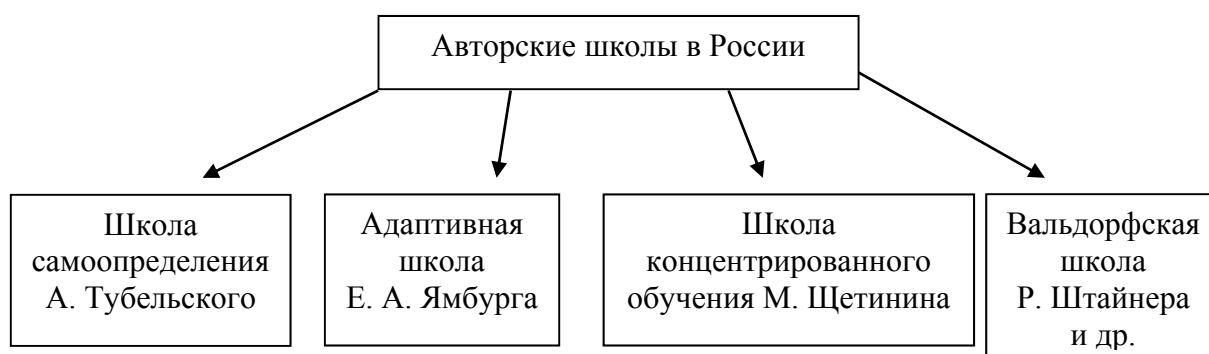 Авторские школы в России
Школа
самоопределения
А. Тубельского
Адаптивная
школа
Е. А. Ямбурга
Школа
концентрированного
обучения М. Щетинина
Вальдорфская
школа
Р. Штайнера
и др.